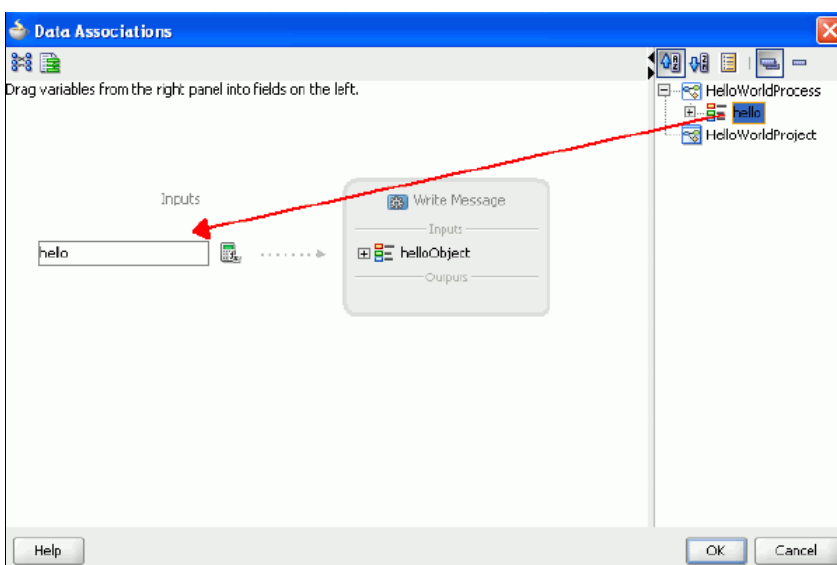 Data Associations
Drag variables from the right panel into fields on the left.
HelloWorldProcess
hello
HelloWorldProject
Inputs
Write Message
Inputs
hello
helloObject
Outputs
Help
OK
Cancel